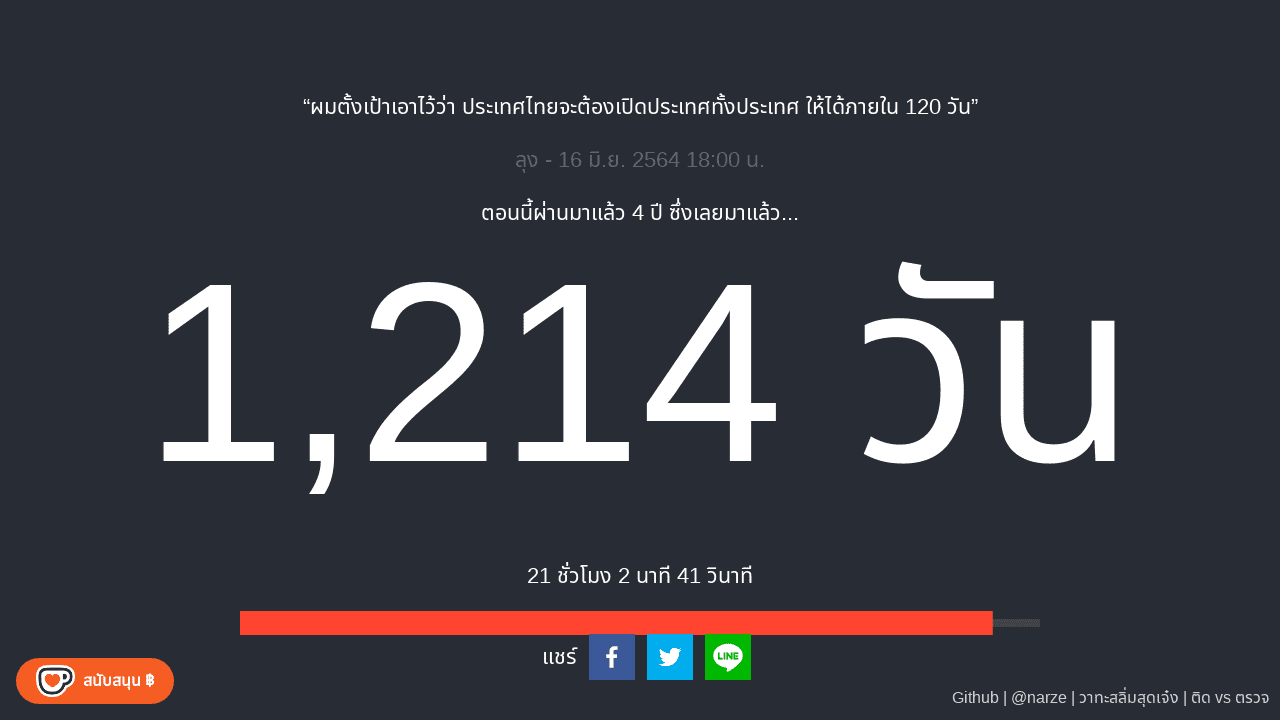 “ผมตั้งเป้าเอาไว้ว่า ประเทศไทยจะต้องเปิดประเทศทั้งประเทศ ให้ได้ภายใน 120 วัน”
ลุง - 16 มิ.ย. 2564 18:00 น.
ตอนนี้ผ่านมาแล้ว 4 ปี ซึ่งเลยมาแล้ว...
1,214 วัน
21 ชั่วโมง 2 นาที 41 วินาที
แชร์
LINE
สนับสนุน ฿
Github | @narze | วาทะสลิ่มสุดเจ๋ง | ติด vs ตรวจ